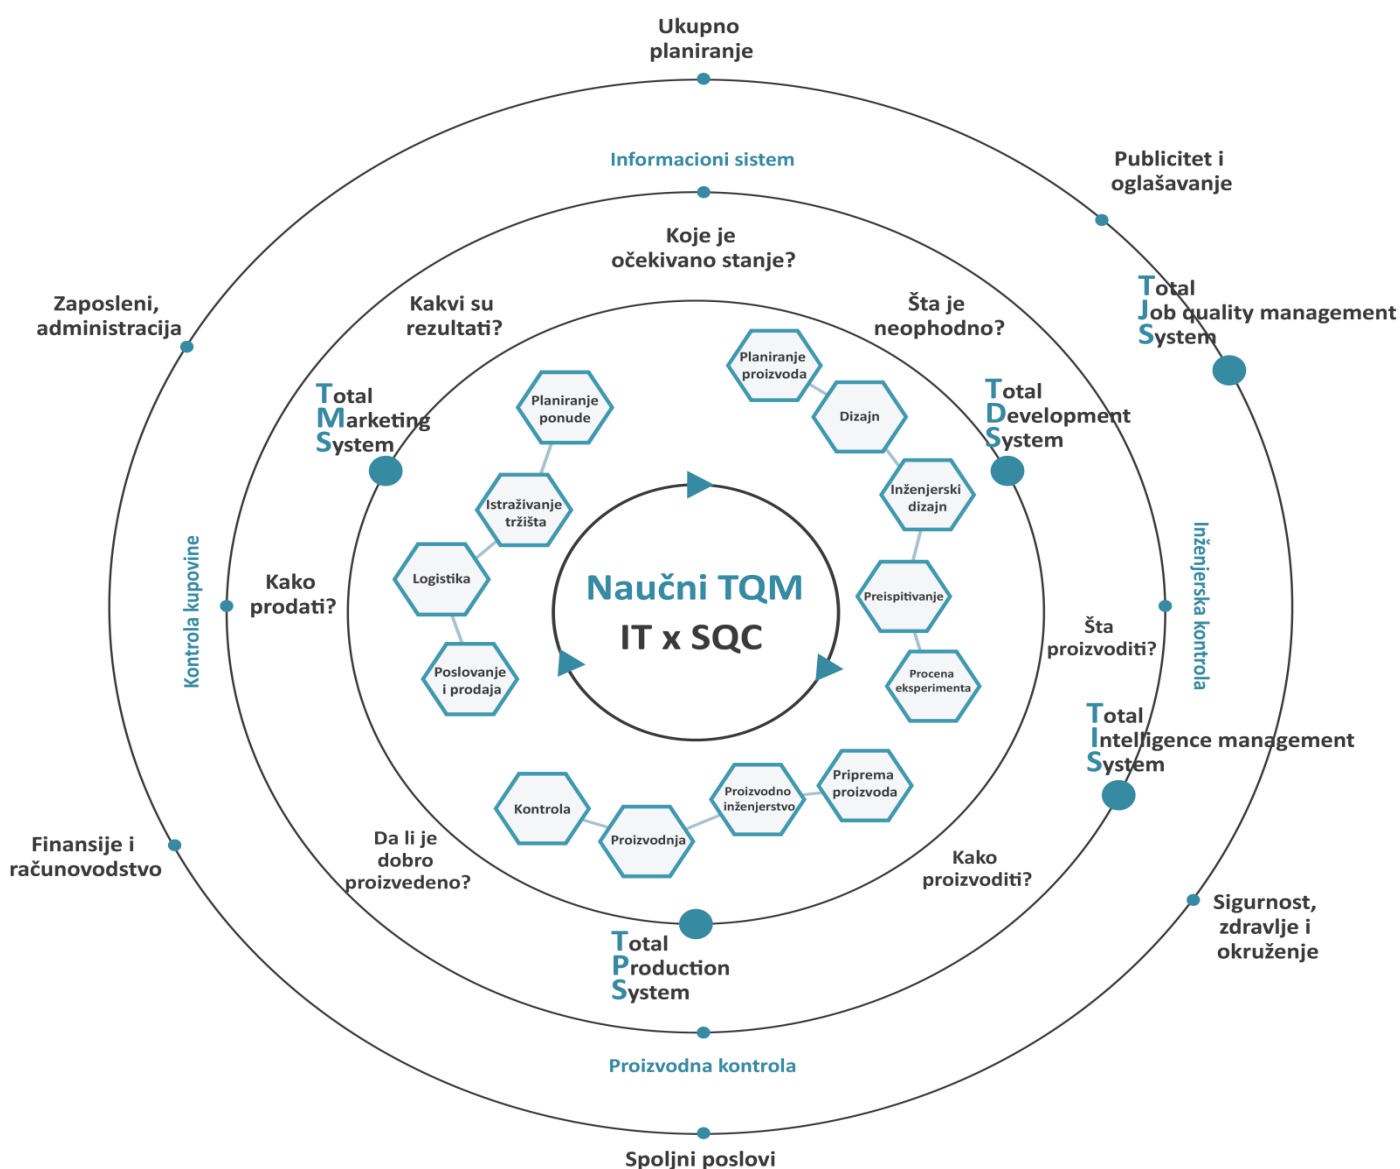 Ukupno
planiranje
Informacioni sistem
Publicitet i
oglašavanje
Koje je
očekivano stanje?
Kakvi su
rezultati?
Šta je
neophodno?
Zaposleni,
administracija
Total
Job quality management
System
Total
Marketing
System
Total
Development
System
Planiranje
ponude
Istraživanje
tržišta
Logistika
Poslovanje
i prodaja
Planiranje
proizvoda
Dizajn
Inženjerski
dizajn
Preispitivanje
Procena
eksperimenta
Naučni TQM
IT x SQC
Kontrola kupovine
Kako
prodati?
Šta
proizvoditi?
Inženjerska kontrola
Total
Intelligence management
System
Kontrola
Proizvodnja
Proizvodno
inženjerstvo
Priprema
proizvoda
Da li je
dobro
proizvedeno?
Kako
proizvoditi?
Finansije i
računovodstvo
Sigurnost,
zdravlje i
okruženje
Total
Production
System
Proizvodna kontrola
Spoljni poslovi